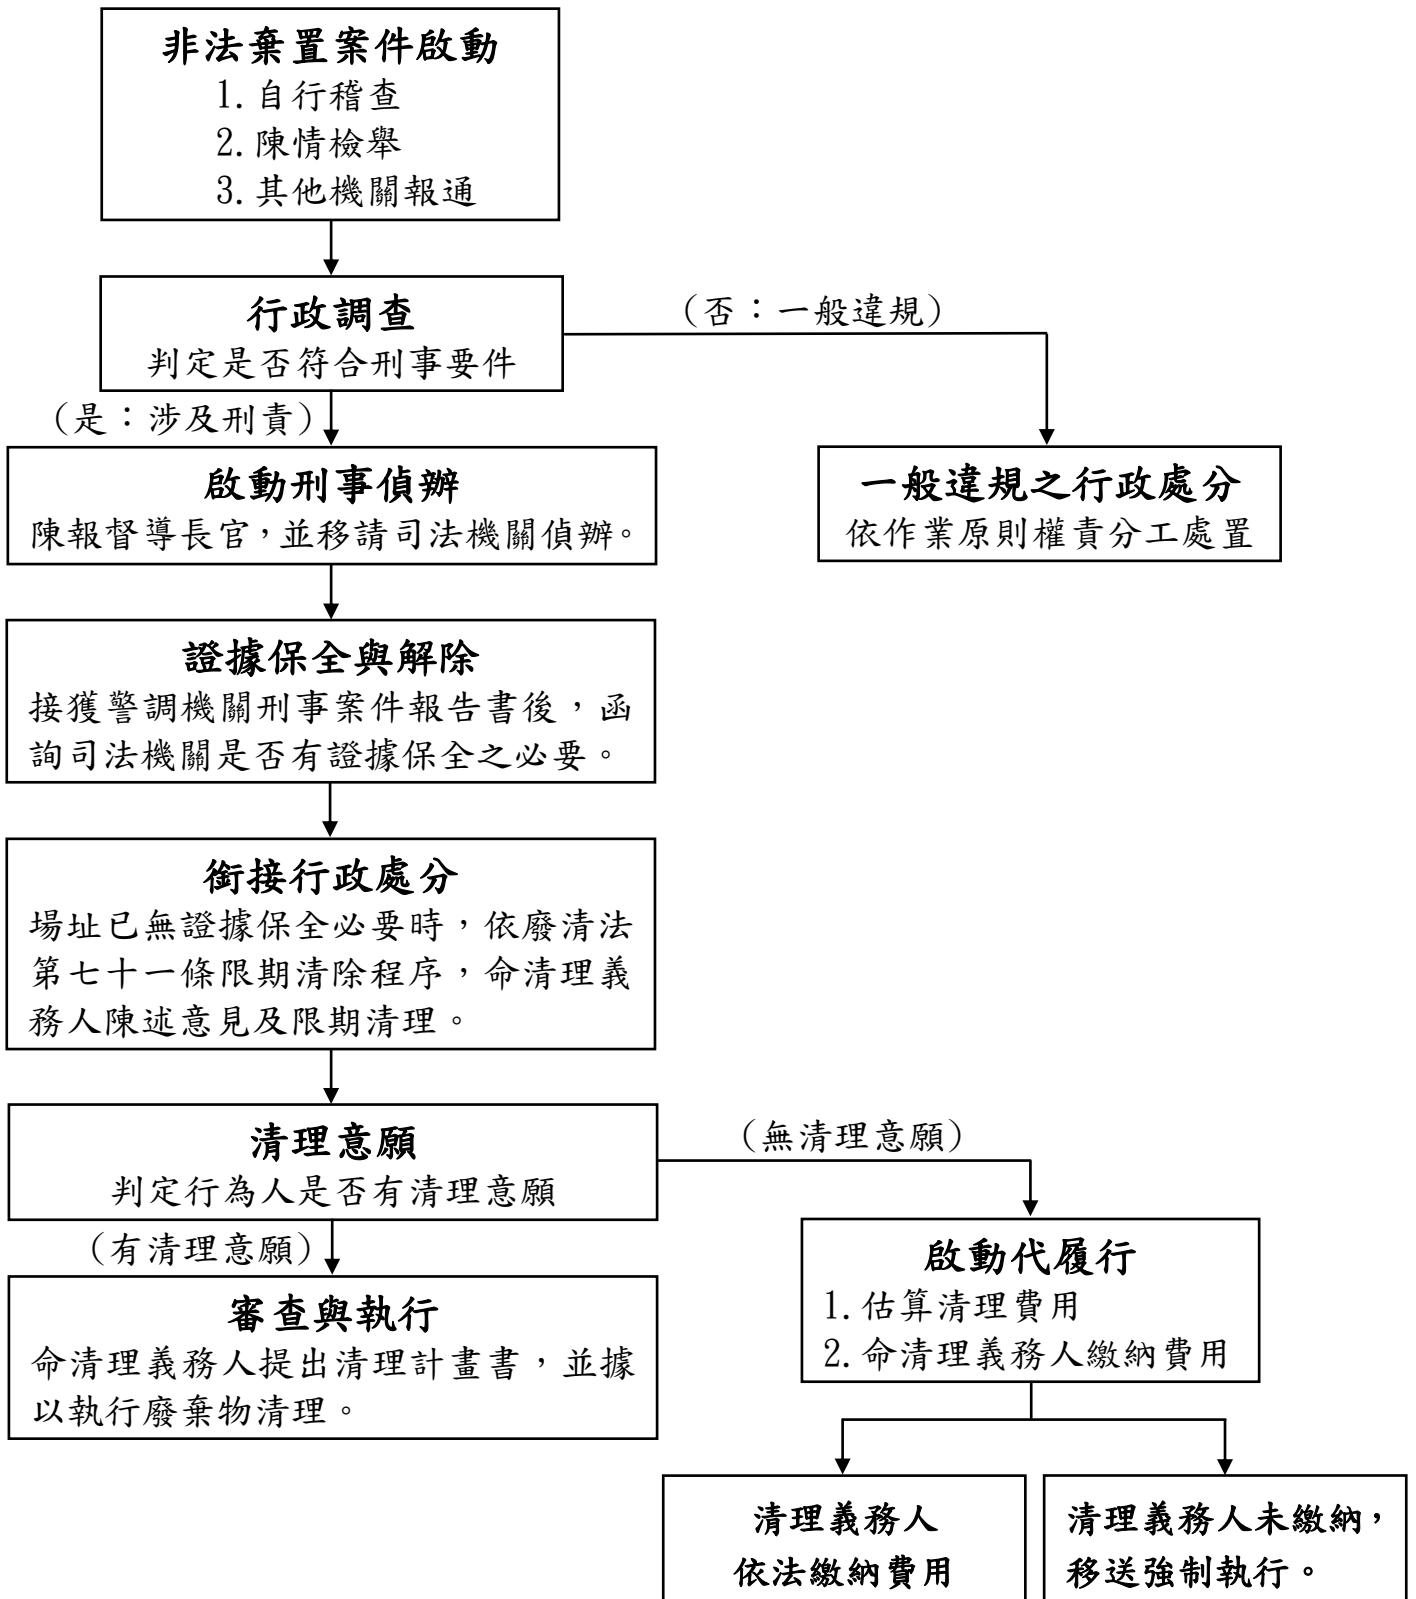 非法棄置案件啟動
1.自行稽查
2.陳情檢舉
3.其他機關報通
行政調查
判定是否符合刑事要件
(否：一般違規)
(是：涉及刑責)
啟動刑事偵辦
陳報督導長官，並移請司法機關偵辦。
一般違規之行政處分
依作業原則權責分工處置
證據保全與解除
接獲警調機關刑事案件報告書後，函
詢司法機關是否有證據保全之必要。
銜接行政處分
場址已無證據保全必要時，依廢清法
第七十一條限期清除程序，命清理義
務人陳述意見及限期清理。
清理意願
判定行為人是否有清理意願
(無清理意願)
(有清理意願)
審查與執行
命清理義務人提出清理計畫書，並據
以執行廢棄物清理。
啟動代履行
1.估算清理費用
2.命清理義務人繳納費用
清理義務人
依法繳納費用
清理義務人未繳納，
移送強制執行。